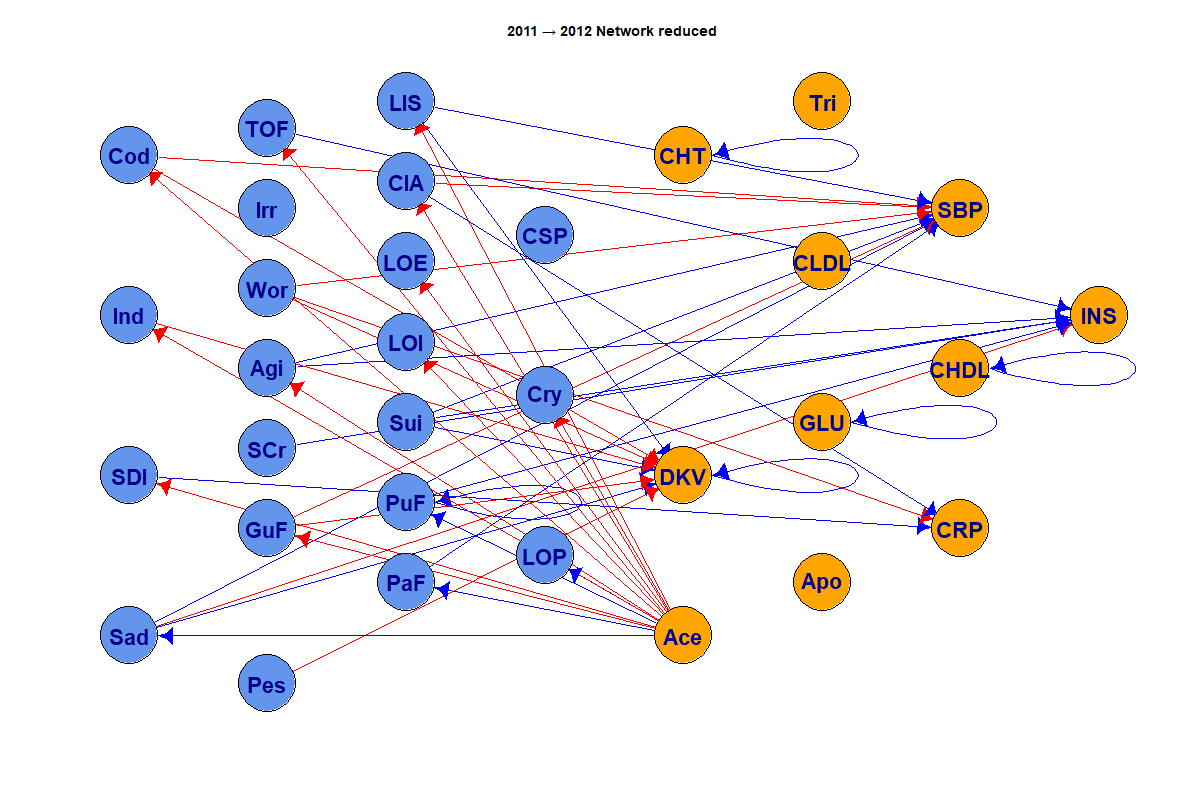 2011 → 2012 Network reduced
LIS
Tri
TOF
Cod
CHT
CIA
Irr
SBP
CSP
LOE
CLDL
Wor
Ind
INS
LOI
Agi
CHDL
Cry
Sui
GLU
SCr
SDI
DKV
PuF
GuF
CRP
LOP
PaF
Apo
Sad
Ace
Pes